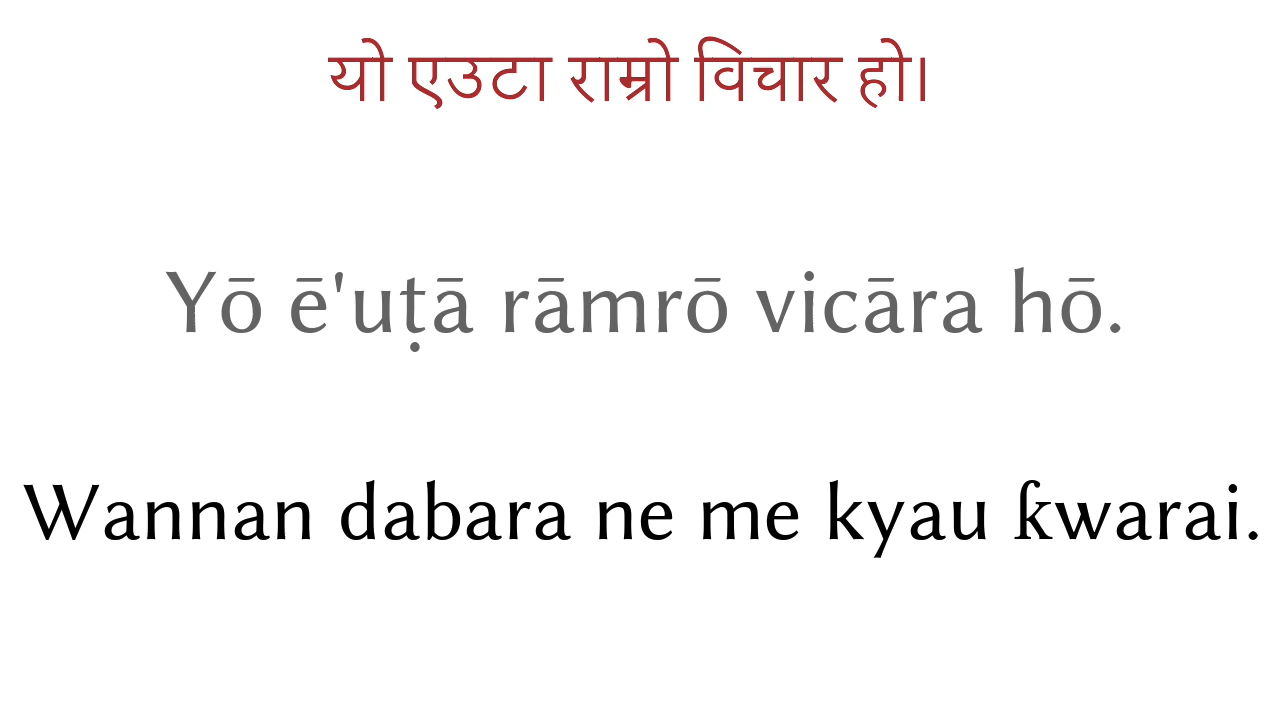 यो एउटा राम्रो विचार हो।
Yō ē'uṭā rāmrō vicāra hō.
Wannan dabara ne me kyau ƙwarai.